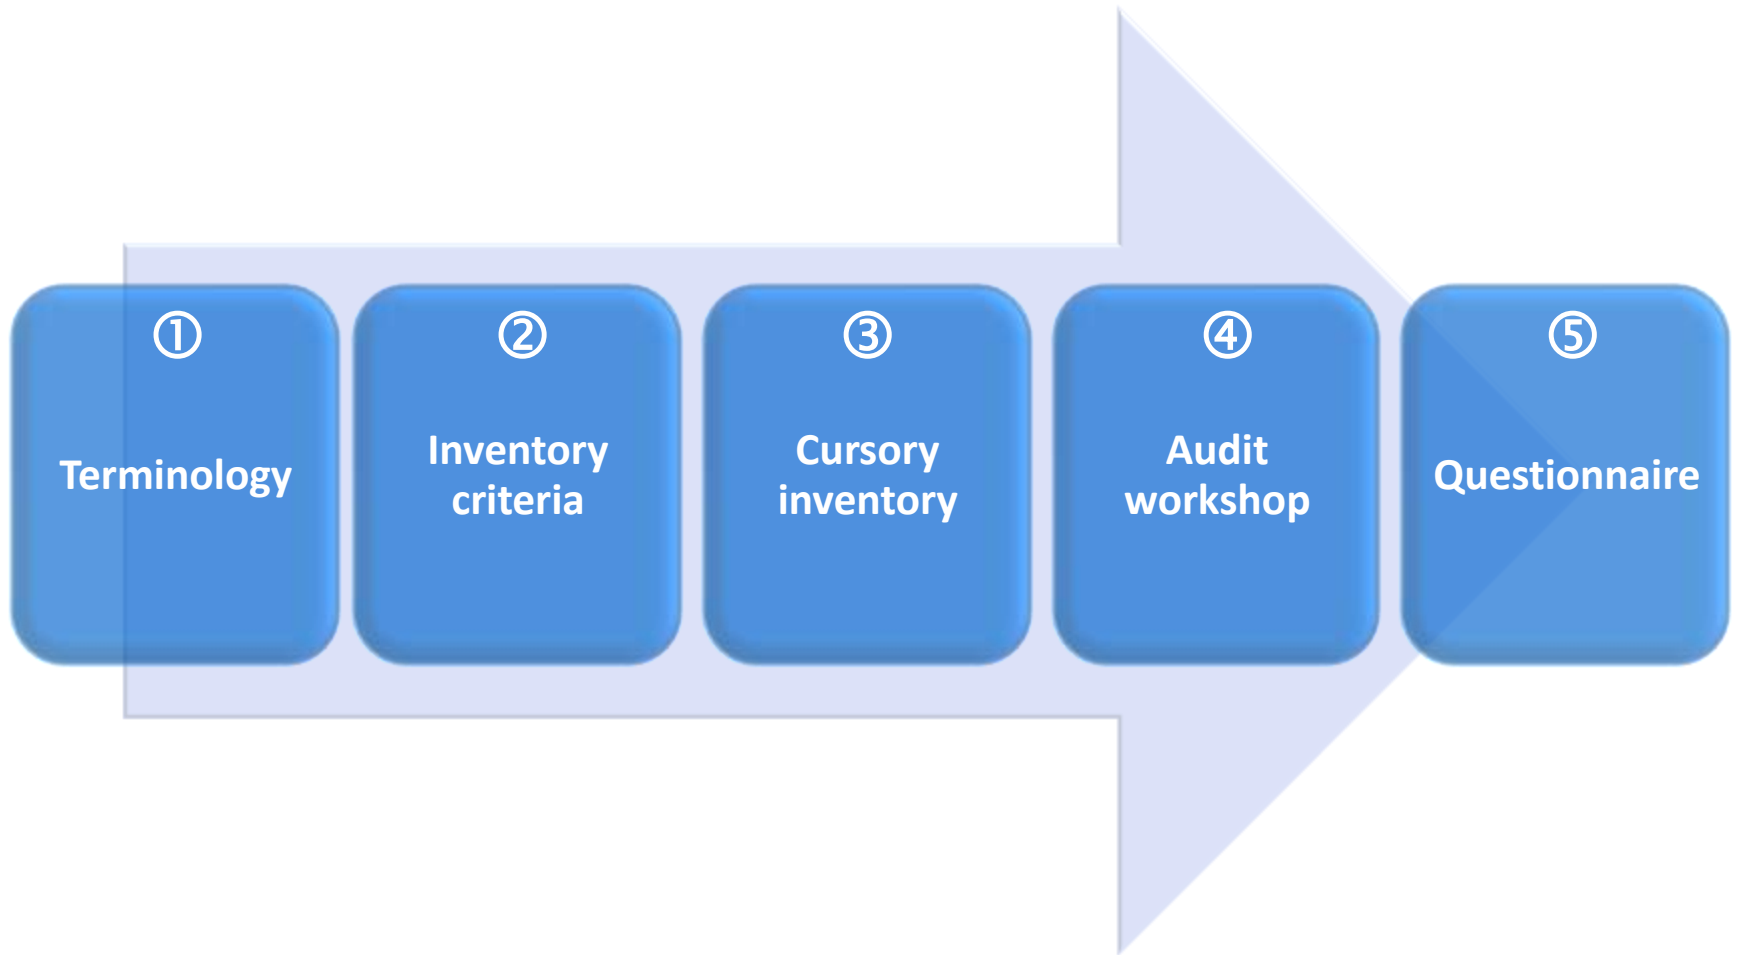 ①
Terminology
②
Inventory
criteria
③
Cursory
inventory
④
Audit
workshop
⑤
Questionnaire